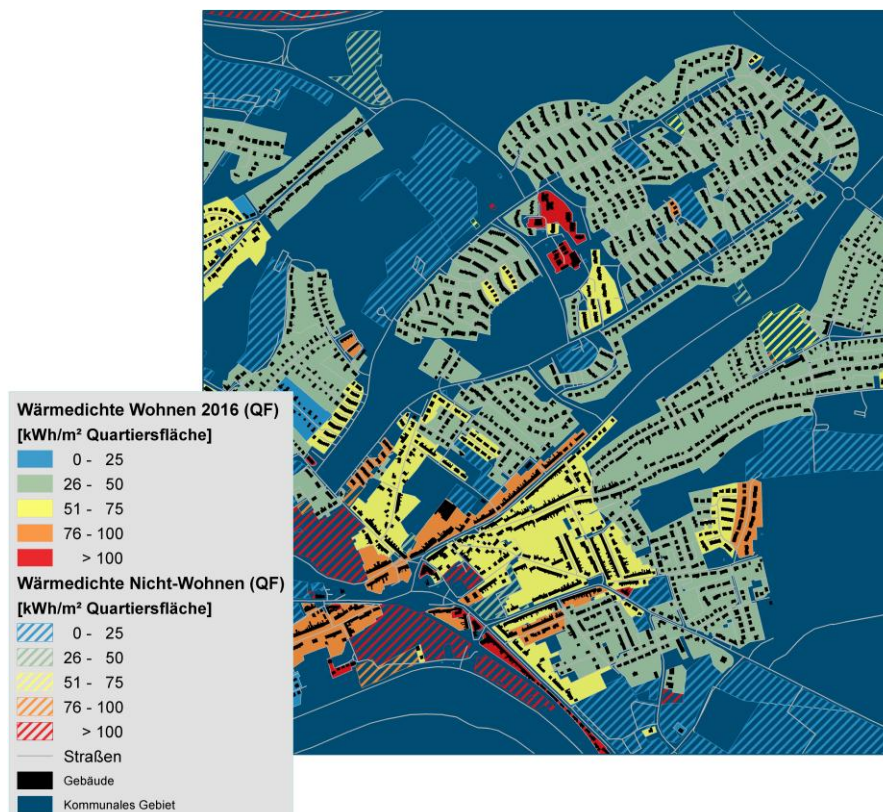 Wärmedichte Wohnen 2016 (QF)
[kWh/m² Quartiersfläche]
0 - 25
26 - 50
51 - 75
76 - 100
> 100
Wärmedichte Nicht-Wohnen (QF)
[kWh/m² Quartiersfläche]
0 - 25
26 - 50
51 - 75
76 - 100
> 100
Straßen
Gebäude
Kommunales Gebiet